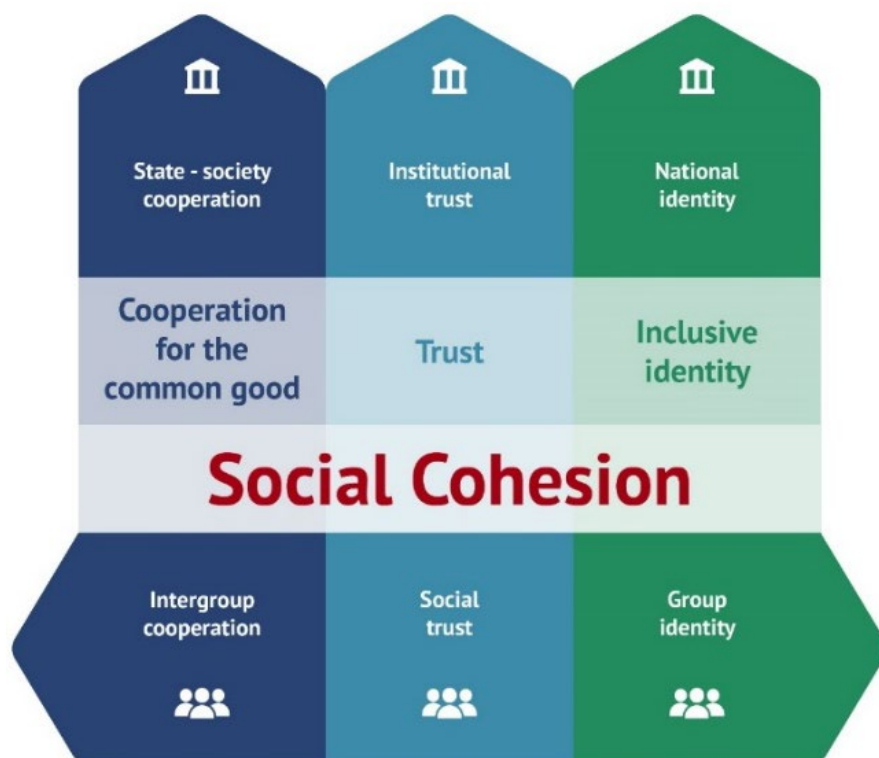 State - society
cooperation
Institutional
trust
National
identity
Cooperation
for the
common good
Trust
Inclusive
identity
Social Cohesion
Intergroup
cooperation
Social
trust
Group
identity